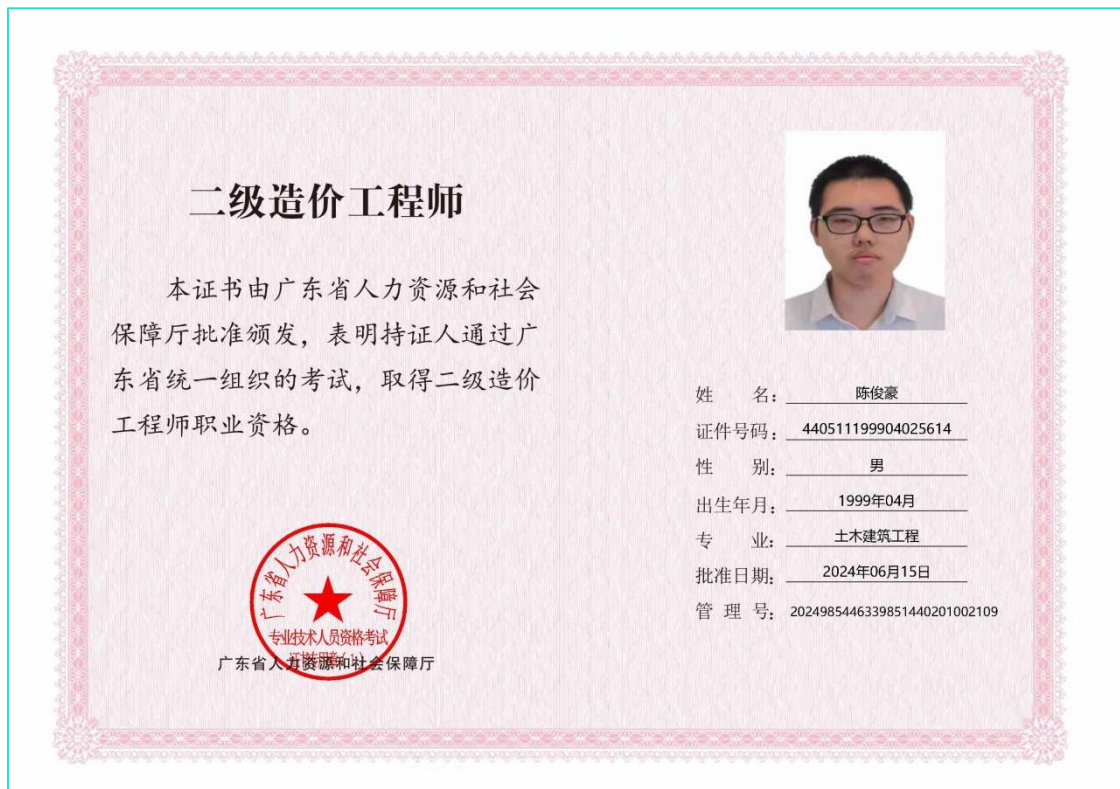 二级造价工程师
本证书由广东省人力资源和社会
保障厅批准颁发，表明持证人通过广
东省统一组织的考试，取得二级造价
工程师职业资格。
广东省人力资源和社会保障厅
专业技术人员资格考试
证书专用章(1)
广东省人力资源和社会保障厅
姓 名：陈俊豪
证件号码：440511199904025614
性 别：男
出生年月：1999年04月
专 业：土木建筑工程
批准日期：2024年06月15日
管 理 号：2024985446339851440201002109